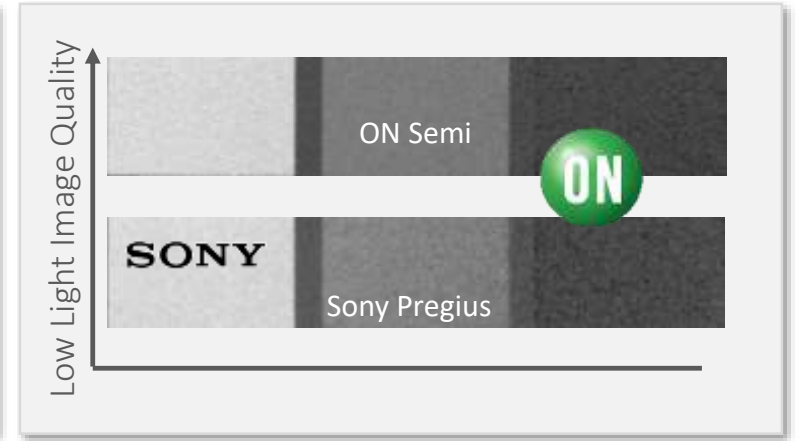 Low Light Image Quality
ON Semi
ON
SONY
Sony Pregius